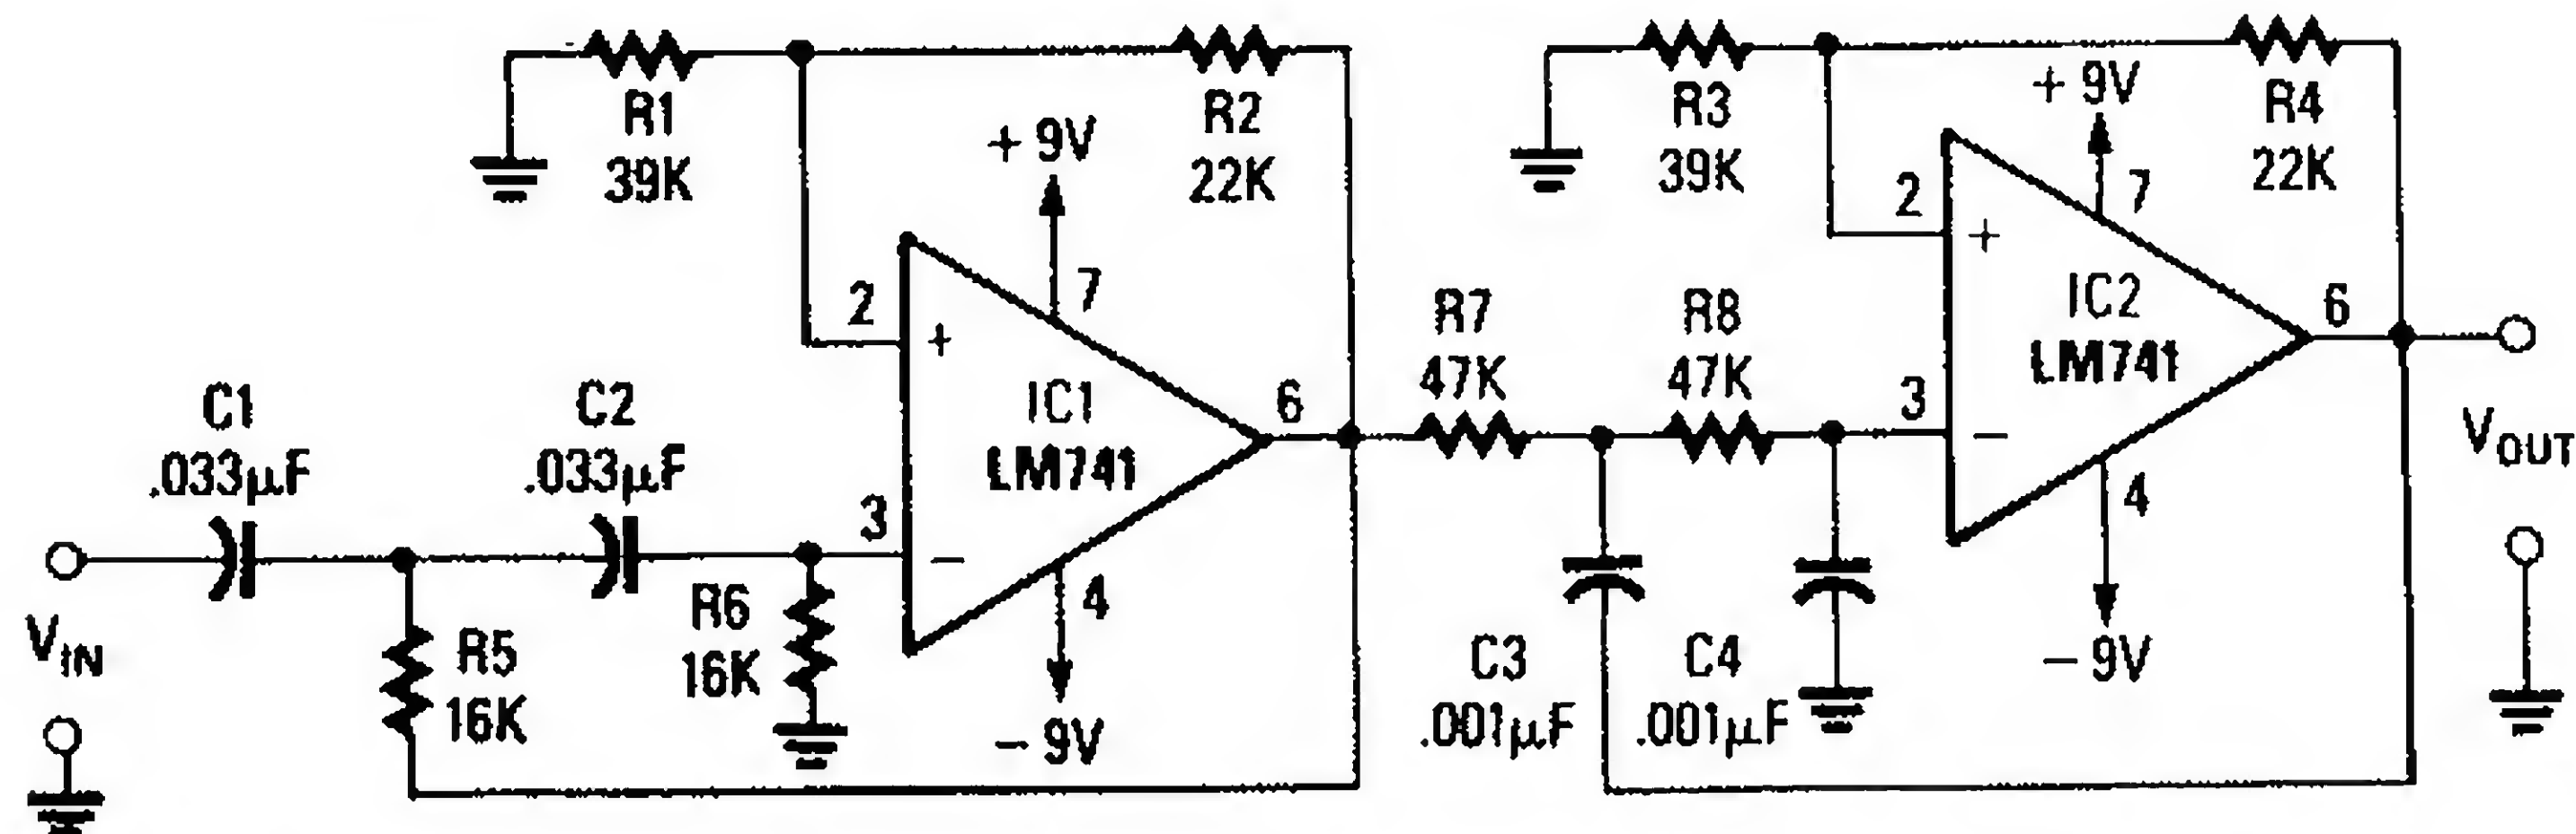 R1
39K
R2
22K
R3
39K
R4
22K
+ 9V
+ 9V
7
7
2
2
+
+
IC1
LM741
IC2
LM741
6
6
R7
47K
R8
47K
3
3
−
−
C1
.033µF
C2
.033µF
4
4
− 9V
− 9V
VIN
R5
16K
R6
16K
C3
.001µF
C4
.001µF
VOUT